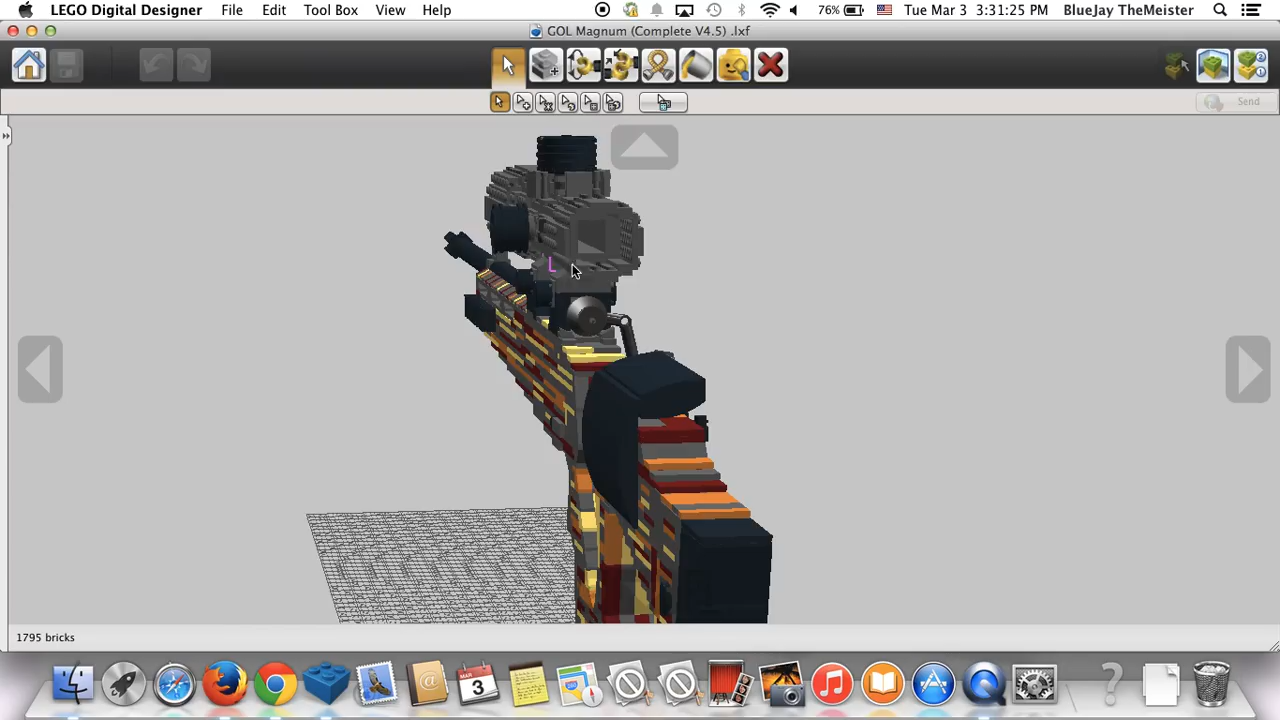 LEGO Digital Designer File Edit Tool Box View Help 76% Tue Mar 3 3:31:25 PM BlueJay TheMeister
GOL Magnum (Complete V4.5) .lxf
Send
L
1795 bricks
3